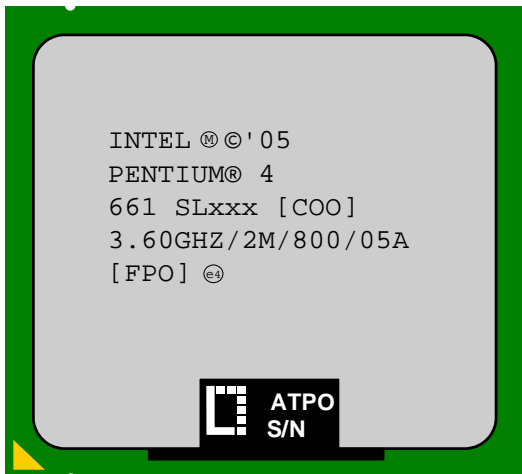 INTEL Ⓜ©'05
PENTIUM® 4
661 SLxxx [COO]
3.60GHZ/2M/800/05A
[FPO] e4
ATPO
S/N